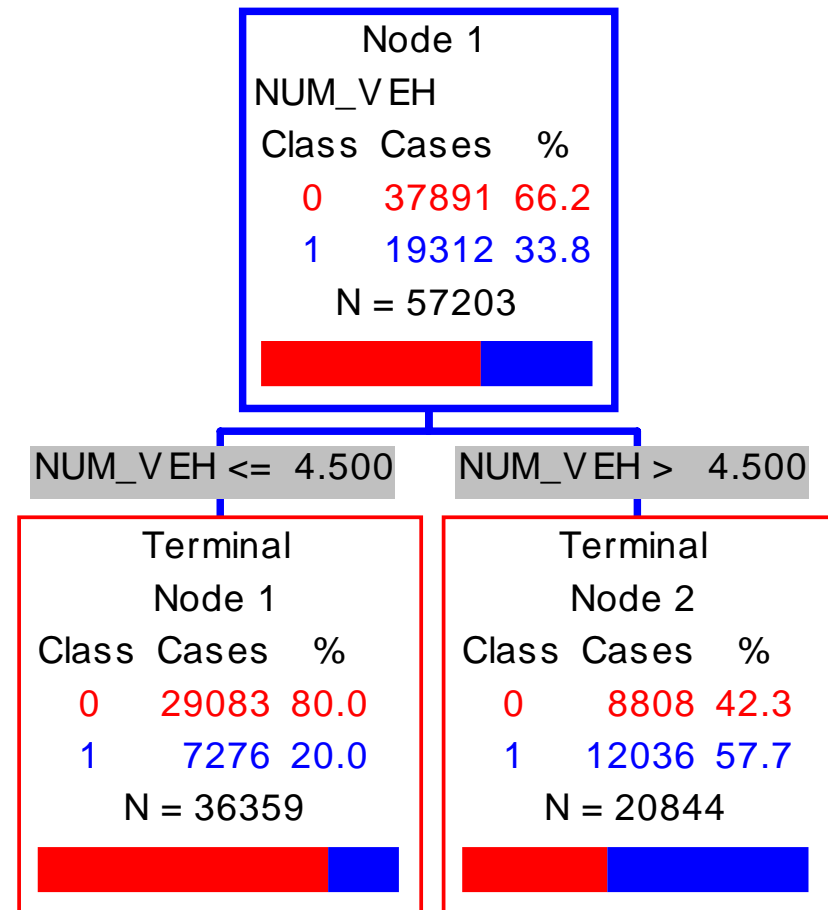 Node 1
NUM_VEH
Class Cases %
0 37891 66.2
1 19312 33.8
N = 57203
NUM_VEH <= 4.500
NUM_VEH > 4.500
Terminal
Node 1
Class Cases %
0 29083 80.0
1 7276 20.0
N = 36359
Terminal
Node 2
Class Cases %
0 8808 42.3
1 12036 57.7
N = 20844